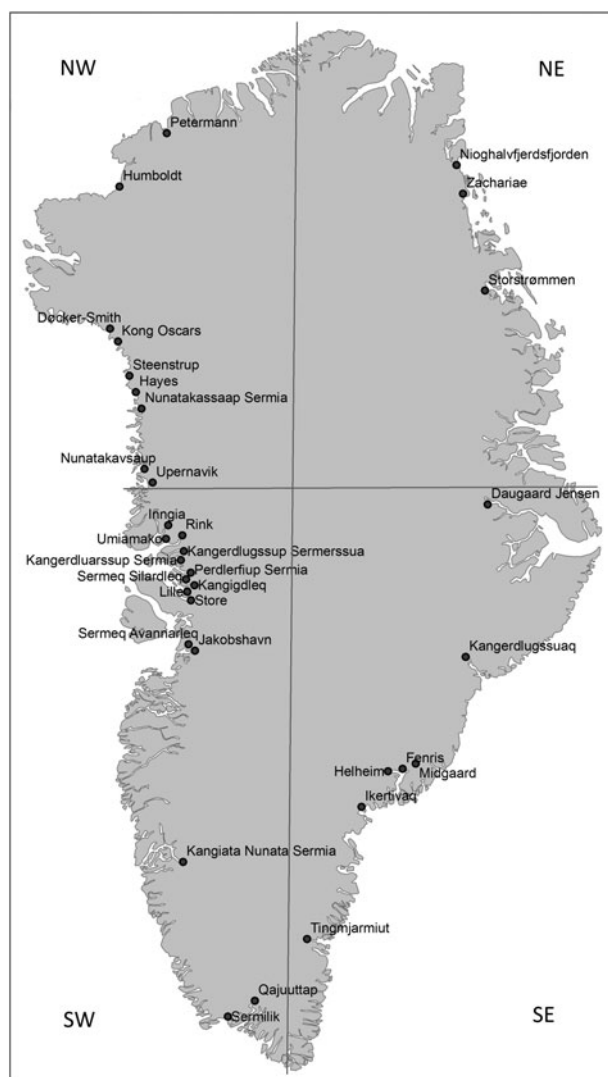 NW
NE
Petermann
Nioghalvfjerdsfjorden
Humboldt
Zachariae
Storstrømmen
Døcker-Smith
Kong Oscars
Steenstrup
Hayes
Nunatakassaap Sermia
Nunatakavsaup
Upernavik
Daugaard Jensen
Inngia
Rink
Umiamako
Kangerdlugssup Sermerssua
Kangerdluarssup Sermia
Perdlerfiup Sermia
Sermeq Silardleq
Kangigdleq
Lille
Store
Sermeq Avannarleq
Jakobshavn
Kangerdlugssuaq
Fenris
Helheim
Midgaard
Ikertivaq
Kangiata Nunata Sermia
Tingmjarmiut
Qajuuttap
Sermilik
SW
SE